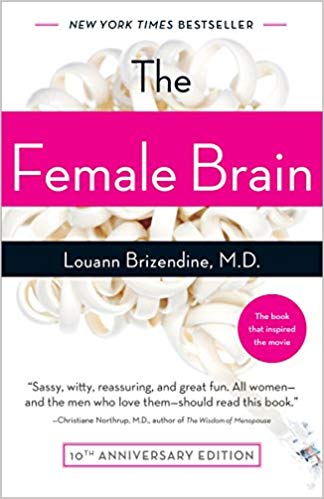 NEW YORK TIMES BESTSELLER
The
Female Brain
Louann Brizendine, M.D.
The book
that inspired
the movie
“Sassy, witty, reassuring, and great fun. All women—
and the men who love them—should read this book.”
—Christiane Northrup, M.D., author of The Wisdom of Menopause
10TH ANNIVERSARY EDITION